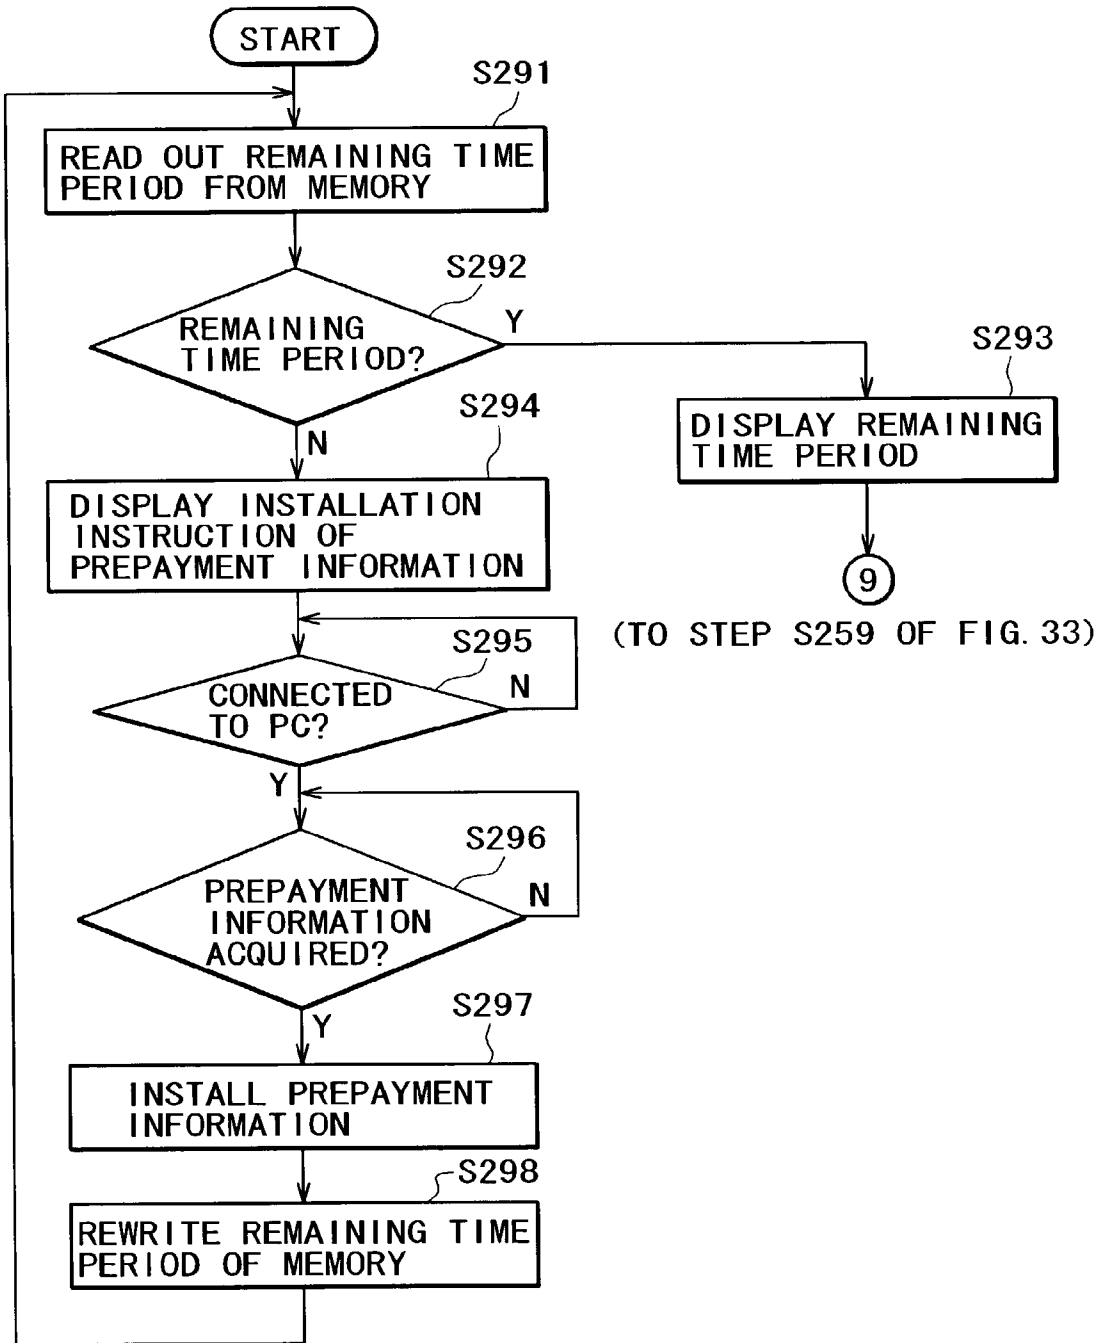 START
S291
READ OUT REMAINING TIME
PERIOD FROM MEMORY
S292
REMAINING
TIME PERIOD?
Y
N
S293
DISPLAY REMAINING
TIME PERIOD
9
(TO STEP S259 OF FIG. 33)
S294
DISPLAY INSTALLATION
INSTRUCTION OF
PREPAYMENT INFORMATION
S295
CONNECTED
TO PC?
N
Y
S296
PREPAYMENT
INFORMATION
ACQUIRED?
N
Y
S297
INSTALL PREPAYMENT
INFORMATION
S298
REWRITE REMAINING TIME
PERIOD OF MEMORY